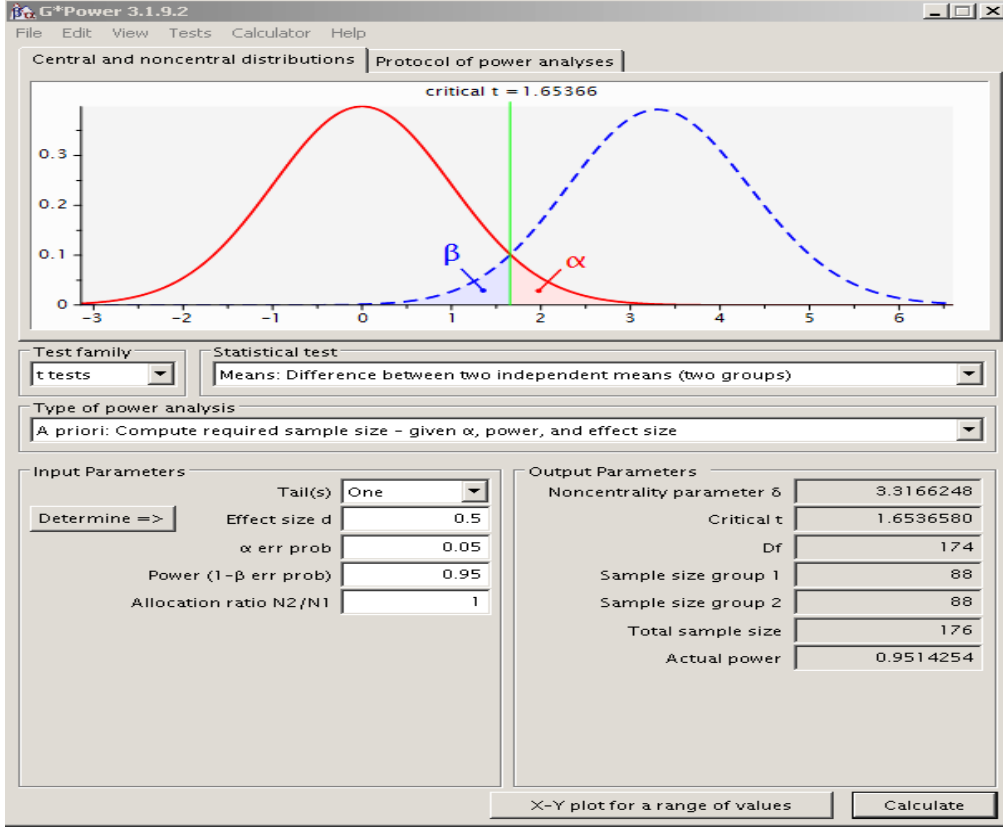 G*Power 3.1.9.2
File Edit View Tests Calculator Help
Central and noncentral distributions Protocol of power analyses
critical t = 1.65366
0.3
0.2
0.1
0
β
α
-3 -2 -1 0 1 2 3 4 5 6
Test family
t tests
Statistical test
Means: Difference between two independent means (two groups)
Type of power analysis
A priori: Compute required sample size - given α, power, and effect size
Input Parameters
Tail(s) One
Determine => Effect size d 0.5
α err prob 0.05
Power (1-β err prob) 0.95
Allocation ratio N2/N1 1
Output Parameters
Noncentrality parameter δ 3.3166248
Critical t 1.6536580
Df 174
Sample size group 1 88
Sample size group 2 88
Total sample size 176
Actual power 0.9514254
X-Y plot for a range of values Calculate